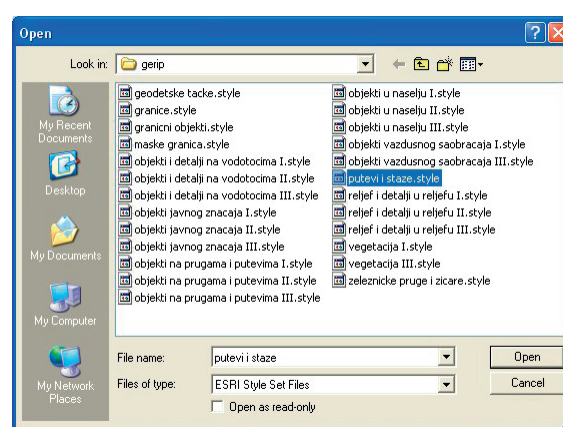 Open
Look in:
gerip
My Recent
Documents
Desktop
My Documents
My Computer
My Network
Places
geodetske tacke.style
granice.style
granicni objekti.style
maske granica.style
objekti i detalji na vodotocima I.style
objekti i detalji na vodotocima II.style
objekti i detalji na vodotocima III.style
objekti javnog znacaja I.style
objekti javnog znacaja II.style
objekti javnog znacaja III.style
objekti na prugama i putevima I.style
objekti na prugama i putevima II.style
objekti na prugama i putevima III.style
objekti u naselju I.style
objekti u naselju II.style
objekti u naselju III.style
objekti vazdusnog saobracaja I.style
objekti vazdusnog saobracaja III.style
putevi i staze.style
reljef i detalji u reljefu I.style
reljef i detalji u reljefu II.style
reljef i detalji u reljefu III.style
vegetacija I.style
vegetacija III.style
zeleznicke pruge i zicare.style
File name:
putevi i staze
Open
Files of type:
ESRI Style Set Files
Cancel
Open as read-only